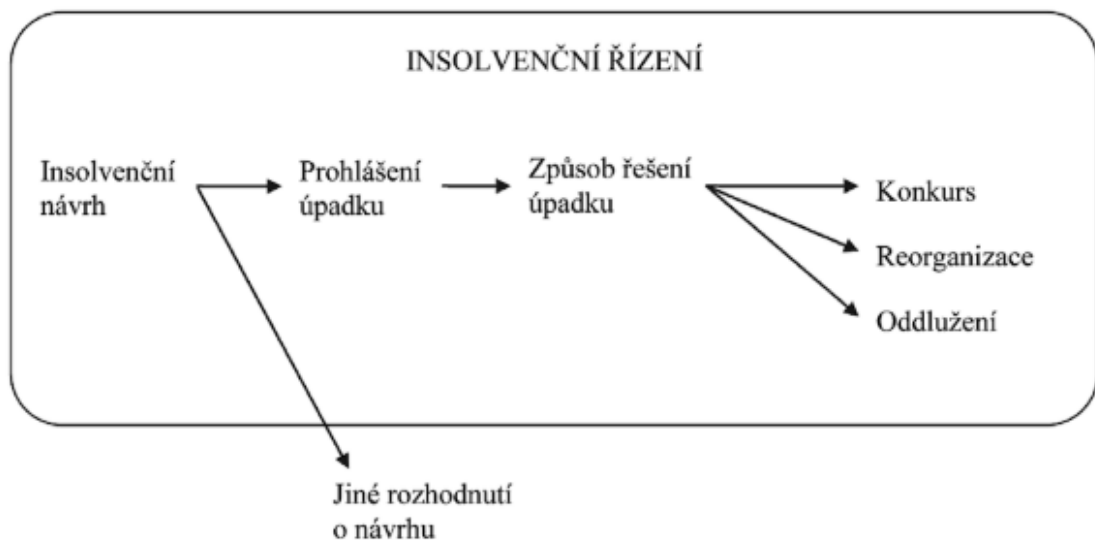 INSOLVENČNÍ ŘÍZENÍ
Insolvenční
návrh
Prohlášení
úpadku
Způsob řešení
úpadku
Konkurs
Reorganizace
Oddlužení
Jiné rozhodnutí
o návrhu